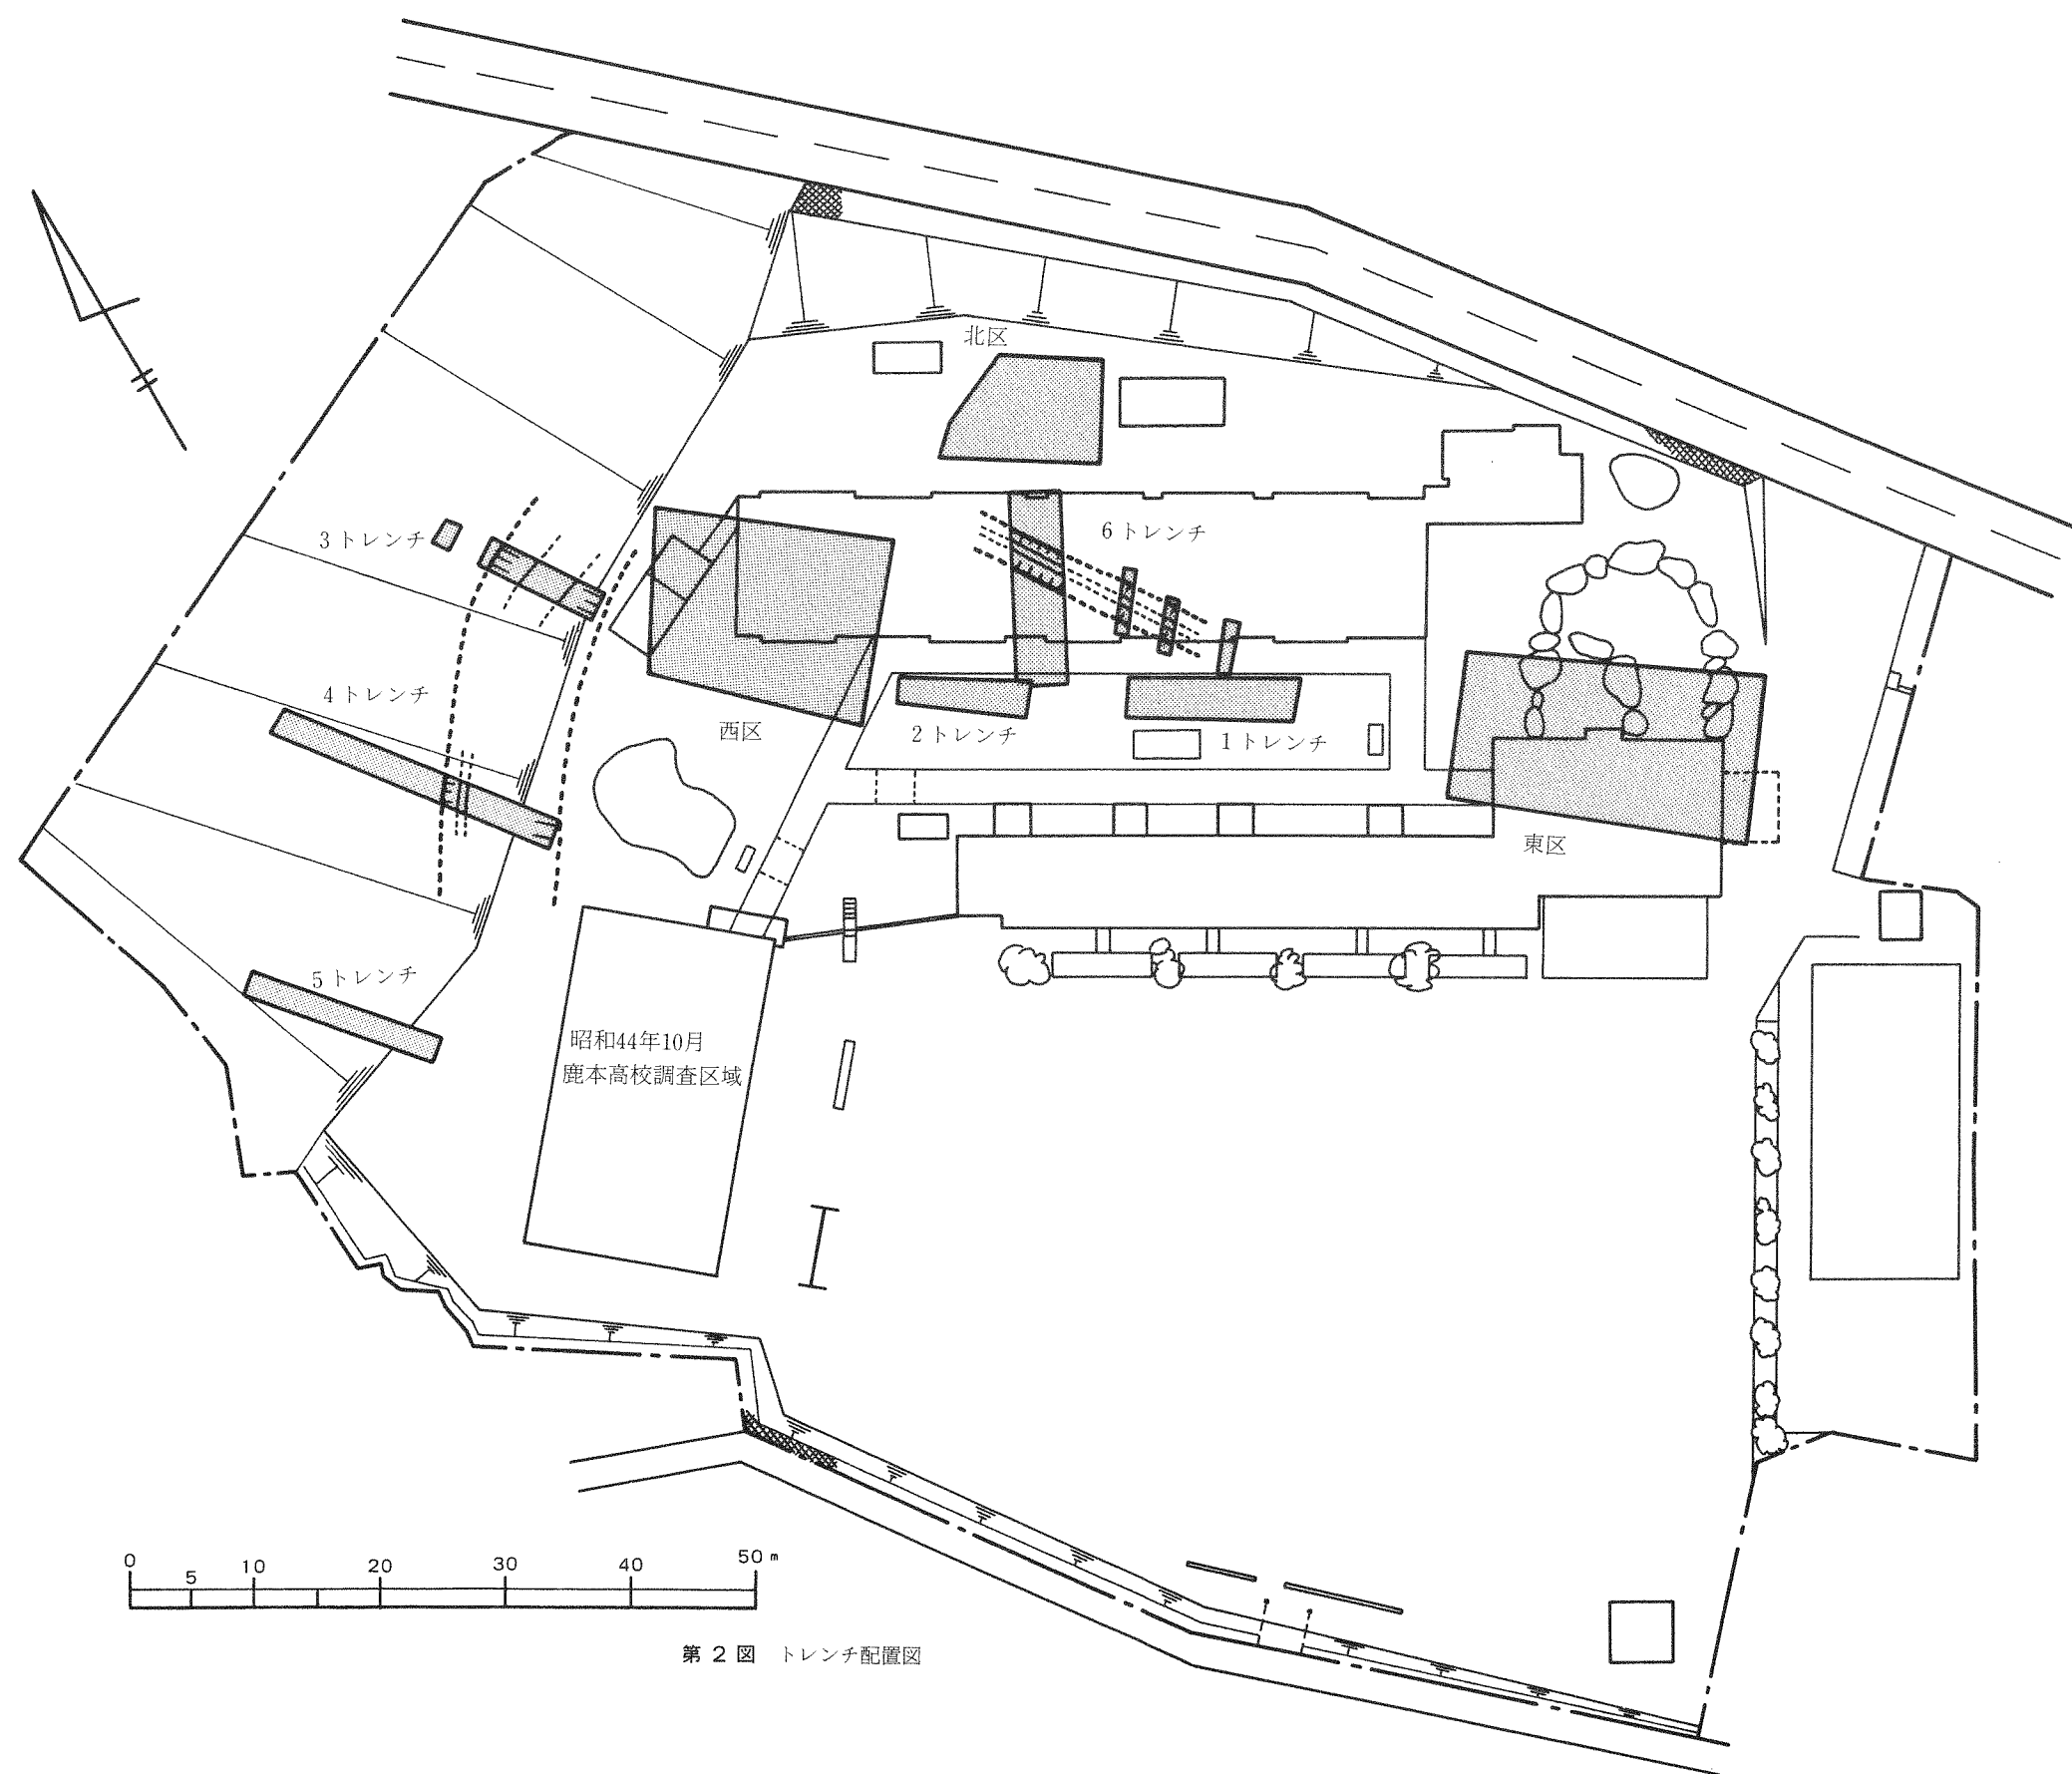 北区
3トレンチ
6トレンチ
4トレンチ
西区
2トレンチ
1トレンチ
東区
5トレンチ
昭和44年10月
鹿本高校調査区域
0 5 10 20 30 40 50 m
第2図 トレンチ配置図